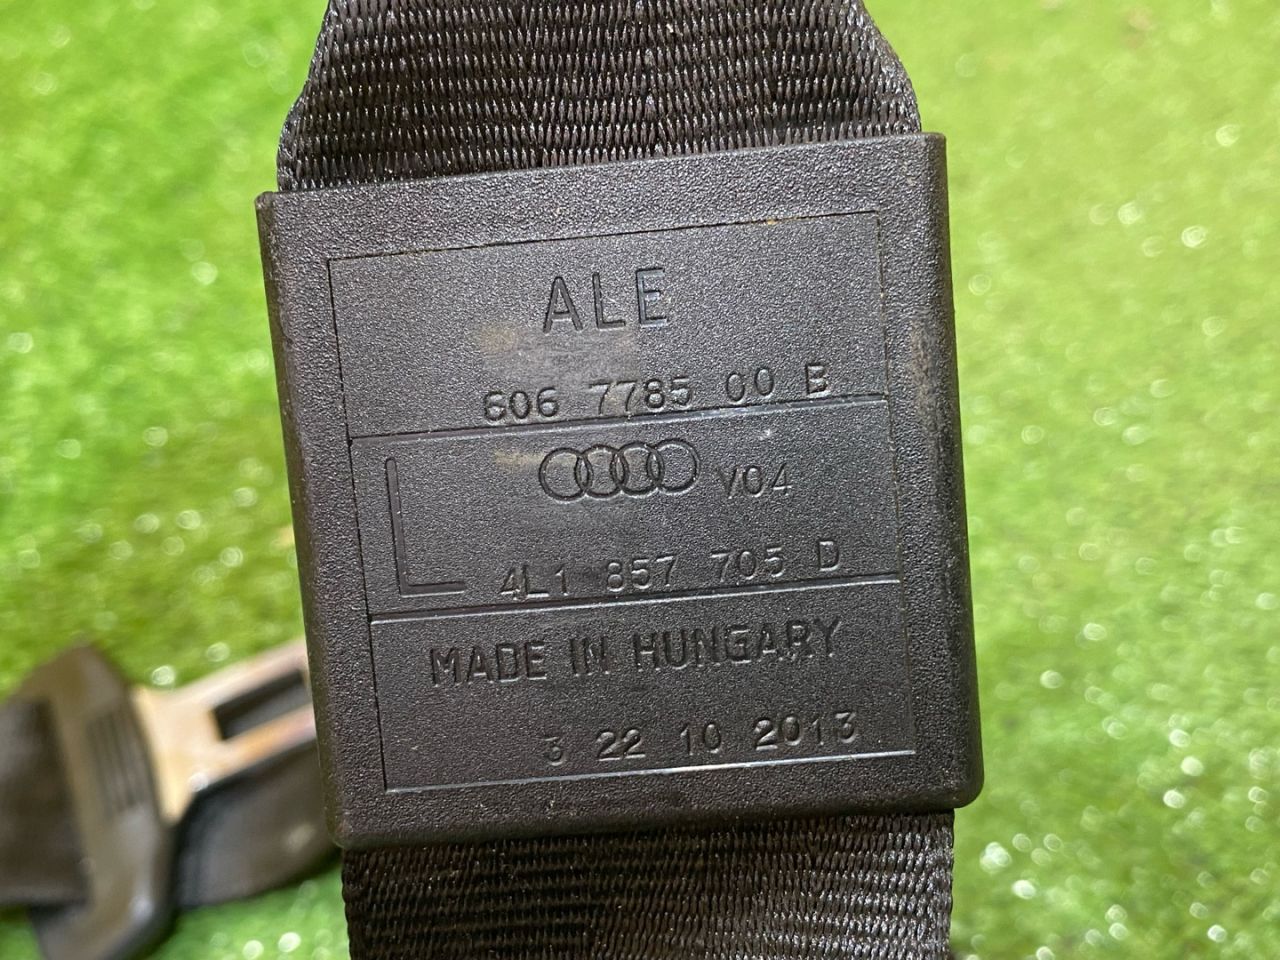 ALE
606 7785 00 B
V04
L
4L1 857 705 D
MADE IN HUNGARY
3 22 10 2013